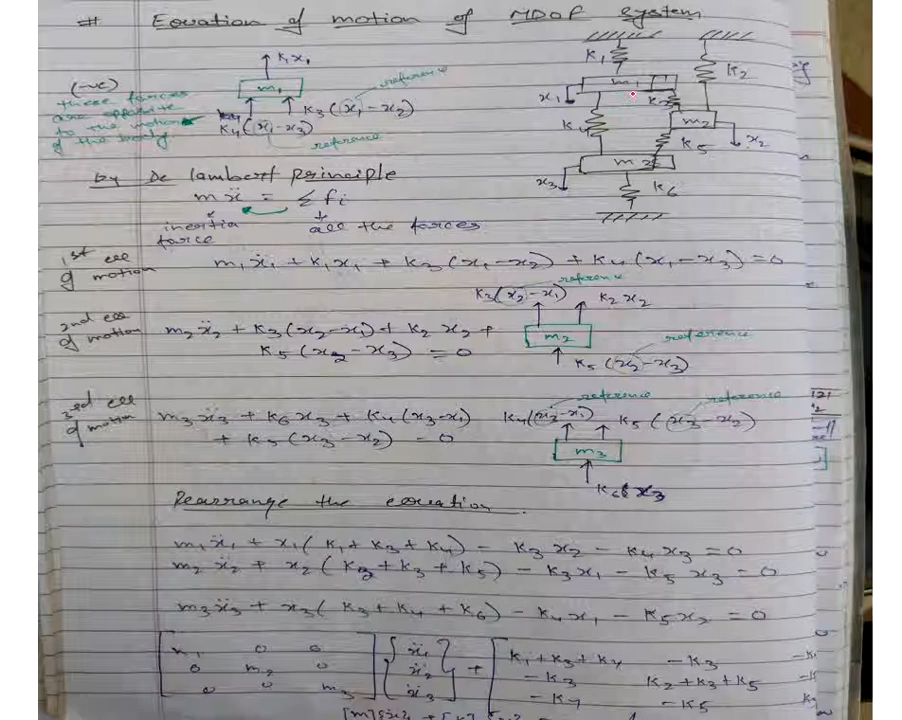 # Equation of motion of MDOF System
K₁x₁
m₁
K₃(x₁-x₂) reference
K₄(x₁-x₃) reference
(-ve)
these forces
are opposite
to the motion
of the body
K₁
K₂
m₁
x₁
K₃
K₄
m₂
x₂
K₅
m₃
x₃
K₆
By De lambert principle
mẍ = Σ fi
inertia force
all the forces
1st eq of motion
m₁ẍ₁ + K₁x₁ + K₃(x₁-x₂) + K₄(x₁-x₃) = 0
reference
K₃(x₂-x₁) K₂x₂
2nd eq of motion
m₂ẍ₂ + K₃(x₂-x₁) + K₂x₂ +
K₅(x₂-x₃) = 0
m₂
reference
K₅(x₂-x₃)
3rd eq of motion
m₃ẍ₃ + K₆x₃ + K₄(x₃-x₁)
+ K₅(x₃-x₂) = 0
reference reference
K₄(x₃-x₁) K₅(x₃-x₂)
m₃
K₆x₃
Rearrange the equation.
m₁ẍ₁ + x₁(K₁+K₃+K₄) - K₃x₂ - K₄x₃ = 0
m₂ẍ₂ + x₂(K₂+K₃+K₅) - K₃x₁ - K₅x₃ = 0
m₃ẍ₃ + x₃(K₃+K₄+K₆) - K₄x₁ - K₅x₂ = 0
m₁ 0 0 ẍ₁ + K₁+K₃+K₄ -K₃
0 m₂ 0 ẍ₂ -K₃ K₂+K₃+K₅
0 0 m₃ ẍ₃ -K₄ -K₅